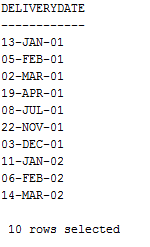 DELIVERYDATE
------------
13-JAN-01
05-FEB-01
02-MAR-01
19-APR-01
08-JUL-01
22-NOV-01
03-DEC-01
11-JAN-02
06-FEB-02
14-MAR-02
10 rows selected